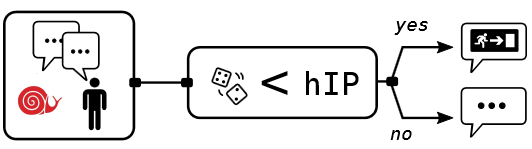 yes
< hIP
no